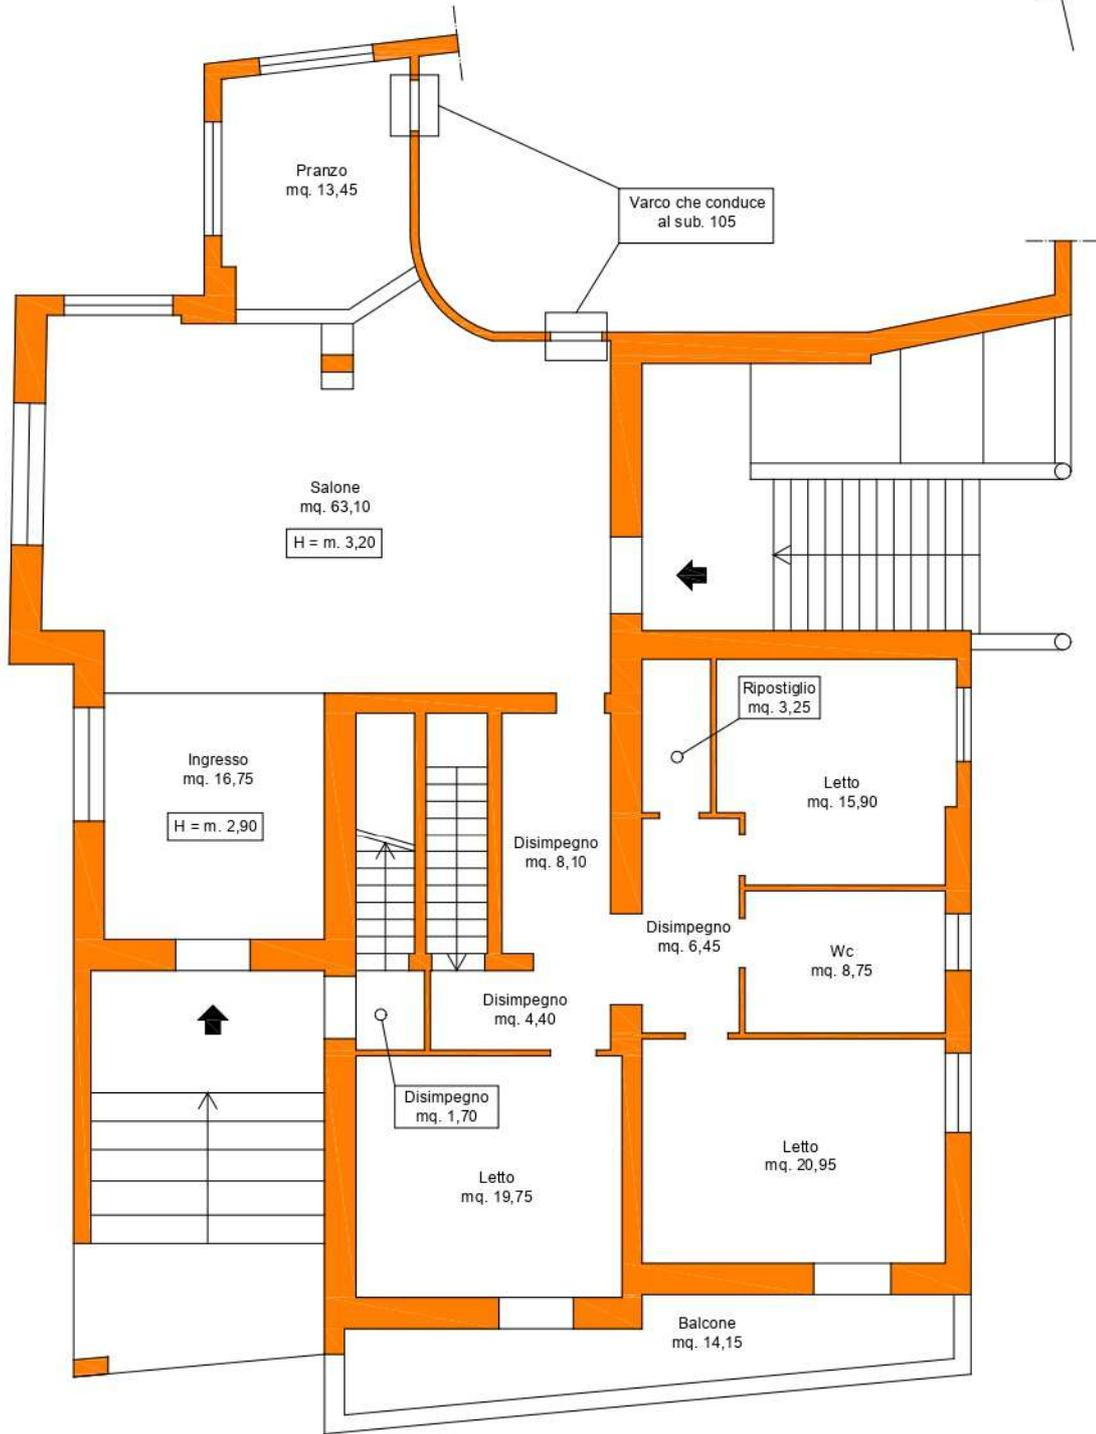 Pranzo
mq. 13,45
Varco che conduce
al sub. 105
Salone
mq. 63,10
H = m. 3,20
Ripostiglio
mq. 3,25
Ingresso
mq. 16,75
H = m. 2,90
Letto
mq. 15,90
Disimpegno
mq. 8,10
Disimpegno
mq. 6,45
Wc
mq. 8,75
Disimpegno
mq. 4,40
Disimpegno
mq. 1,70
Letto
mq. 19,75
Letto
mq. 20,95
Balcone
mq. 14,15